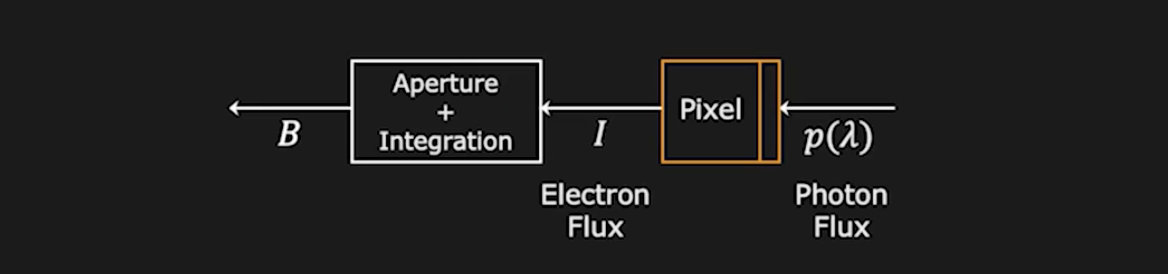 Aperture
+
Integration
Pixel
B
I
p(λ)
Electron
Flux
Photon
Flux